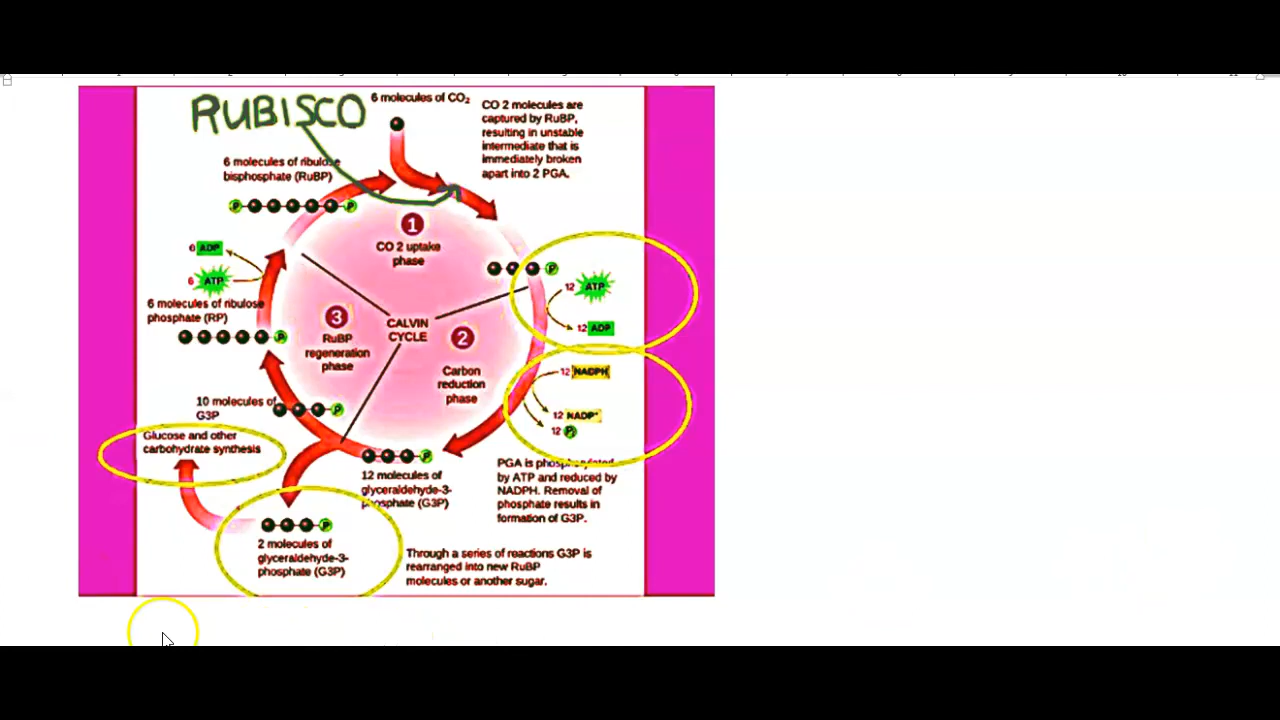 RUBISCO
6 molecules of CO2
CO 2 molecules are
captured by RuBP,
resulting in unstable
intermediate that is
immediately broken
apart into 2 PGA.
6 molecules of ribulose
bisphosphate (RuBP)
P P
1
CO 2 uptake
phase
6 ADP
6 ATP
6 molecules of ribulose
phosphate (RP)
P
P
12 ATP
12 ADP
CALVIN
CYCLE
3
RuBP
regeneration
phase
2
Carbon
reduction
phase
12 NADPH
12 NADP+
12 Pi
10 molecules of
G3P
P
Glucose and other
carbohydrate synthesis
P
12 molecules of
glyceraldehyde-3-
phosphate (G3P)
PGA is phosphorylated
by ATP and reduced by
NADPH. Removal of
phosphate results in
formation of G3P.
P
2 molecules of
glyceraldehyde-3-
phosphate (G3P)
Through a series of reactions G3P is
rearranged into new RuBP
molecules or another sugar.